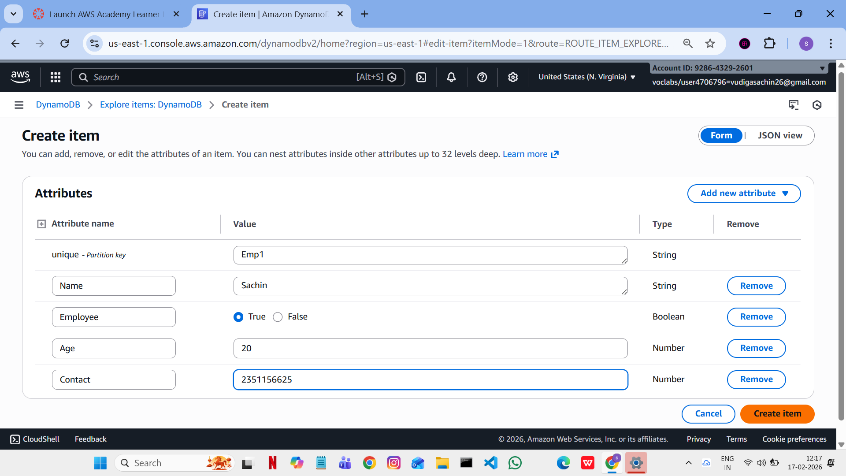 Launch AWS Academy Learner
Create item | Amazon Dynamo
us-east-1.console.aws.amazon.com/dynamodbv2/home?region=us-east-1#edit-item?itemMode=1&route=ROUTE_ITEM_EXPLORE...
S
aws
Search
[Alt+S]
United States (N. Virginia)
Account ID: 9286-4329-2601
voclabs/user4706796=vudigasachin26@gmail.com
DynamoDB
Explore items: DynamoDB
Create item
Create item
Form
JSON view
You can add, remove, or edit the attributes of an item. You can nest attributes inside other attributes up to 32 levels deep. Learn more
Attributes
Add new attribute
Attribute name
Value
Type
Remove
unique - Partition key
Emp1
String
Name
Sachin
String
Remove
Employee
True
False
Boolean
Remove
Age
20
Number
Remove
Contact
2351156625
Number
Remove
Cancel
Create item
CloudShell
Feedback
© 2026, Amazon Web Services, Inc. or its affiliates.
Privacy
Terms
Cookie preferences
Search
ENG
IN
12:17
17-02-2026